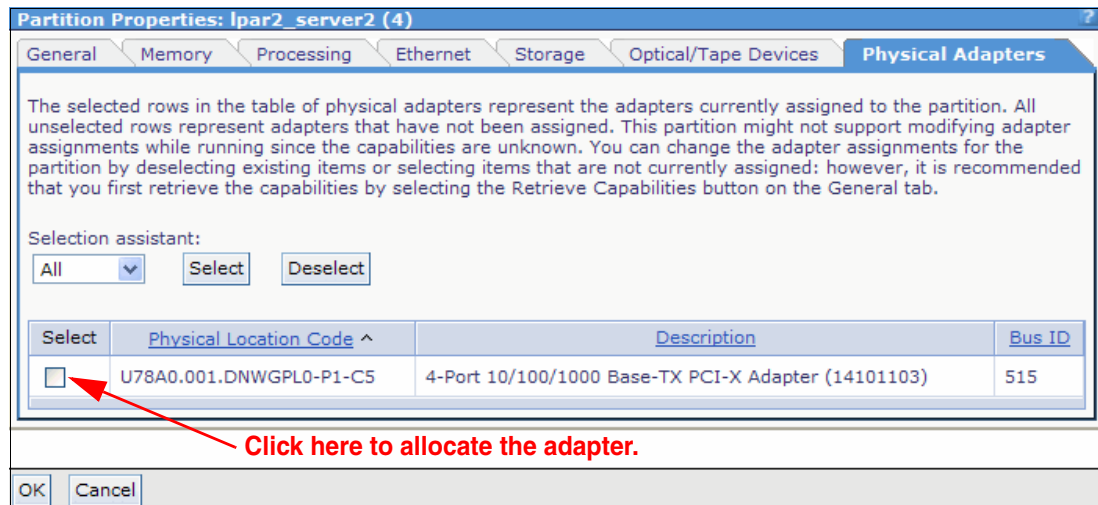 Partition Properties: lpar2_server2 (4) ?
General Memory Processing Ethernet Storage Optical/Tape Devices Physical Adapters
The selected rows in the table of physical adapters represent the adapters currently assigned to the partition. All
unselected rows represent adapters that have not been assigned. This partition might not support modifying adapter
assignments while running since the capabilities are unknown. You can change the adapter assignments for the
partition by deselecting existing items or selecting items that are not currently assigned: however, it is recommended
that you first retrieve the capabilities by selecting the Retrieve Capabilities button on the General tab.
Selection assistant:
All Select Deselect
Select Physical Location Code ^ Description Bus ID
U78A0.001.DNWGPL0-P1-C5 4-Port 10/100/1000 Base-TX PCI-X Adapter (14101103) 515
Click here to allocate the adapter.
OK Cancel